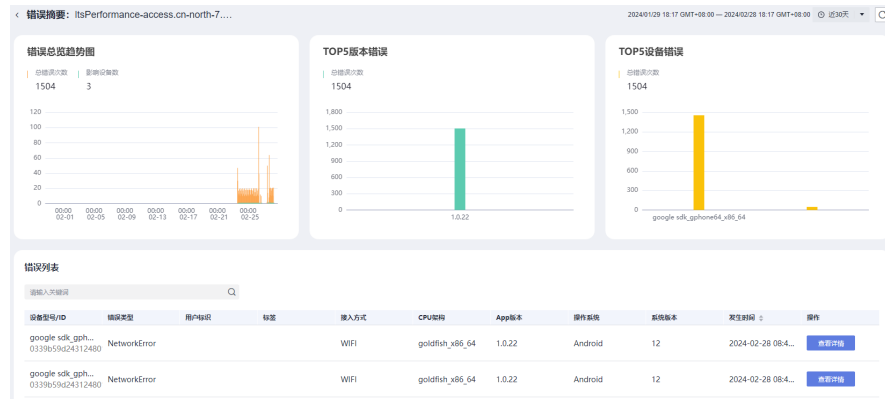 错误摘要：ItsPerformance-access.cn-north-7....
2024/01/29 18:17 GMT+08:00 — 2024/02/28 18:17 GMT+08:00 近30天
错误总览趋势图
总错误次数 影响设备数
1504 3
120
100
80
60
40
20
0
00:00 00:00 00:00 00:00 00:00 00:00 00:00
02-01 02-05 02-09 02-13 02-17 02-21 02-25
TOP5版本错误
总错误次数
1504
1,800
1,500
1,200
900
600
300
0
1.0.22
TOP5设备错误
总错误次数
1504
1,500
1,200
900
600
300
0
google sdk_gphone64_x86_64
错误列表
请输入关键词
设备型号/ID 错误类型 用户标识 标签 接入方式 CPU架构 App版本 操作系统 系统版本 发生时间 操作
google sdk_gph...
0339b59d24312480 NetworkError WIFI goldfish_x86_64 1.0.22 Android 12 2024-02-28 08:4... 查看详情
google sdk_gph...
0339b59d24312480 NetworkError WIFI goldfish_x86_64 1.0.22 Android 12 2024-02-28 08:4... 查看详情